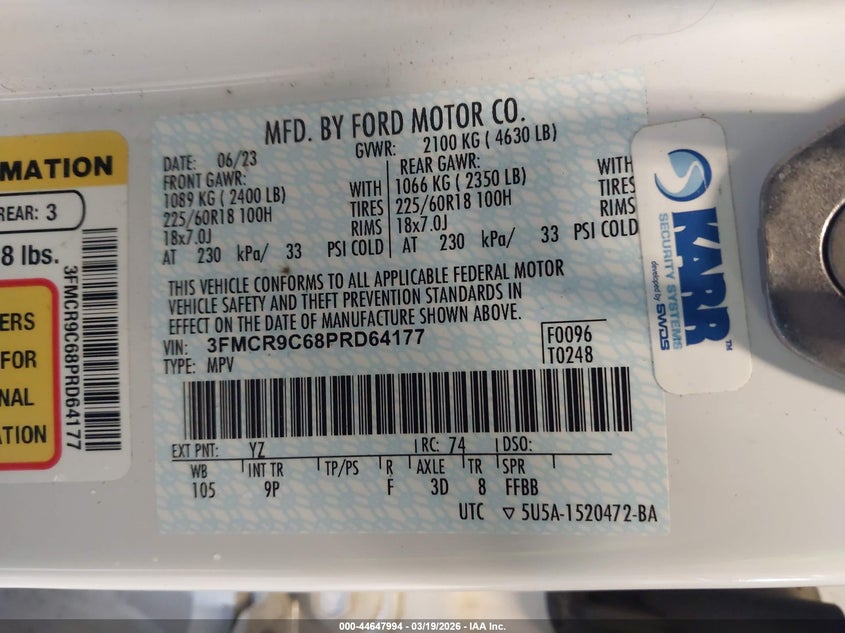 MATION
REAR: 3
8 lbs.
ERS
FOR
NAL
ATION
3FMCR9C68PRD64177
MFD. BY FORD MOTOR CO.
DATE: 06/23 GVWR: 2100 KG ( 4630 LB)
FRONT GAWR: REAR GAWR:
1089 KG ( 2400 LB) WITH 1066 KG ( 2350 LB) WITH
225/60R18 100H TIRES 225/60R18 100H TIRES
18x7.0J RIMS 18x7.0J RIMS
AT 230 kPa/ 33 PSI COLD AT 230 kPa/ 33 PSI COLD
THIS VEHICLE CONFORMS TO ALL APPLICABLE FEDERAL MOTOR
VEHICLE SAFETY AND THEFT PREVENTION STANDARDS IN
EFFECT ON THE DATE OF MANUFACTURE SHOWN ABOVE.
VIN: 3FMCR9C68PRD64177 F0096
TYPE: MPV T0248
EXT PNT: YZ RC: 74 DSO:
WB INT TR TP/PS R AXLE TR SPR
105 9P F 3D 8 FFBB
UTC ▽ 5U5A-1520472-BA
KARR™
SECURITY SYSTEMS
developed by SWDS
000-44647994 | 03/19/2026 | IAA Inc.